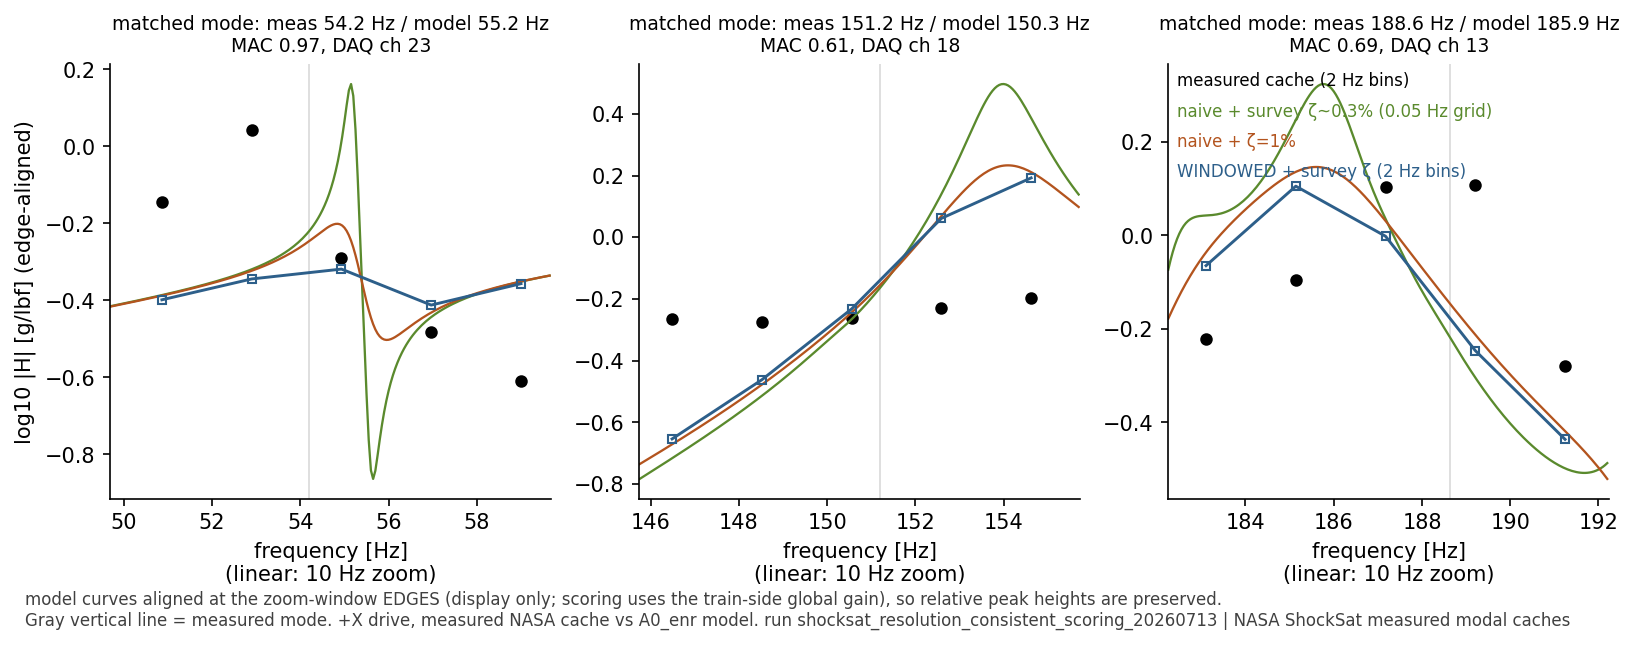 matched mode: meas 54.2 Hz / model 55.2 Hz
MAC 0.97, DAQ ch 23
matched mode: meas 151.2 Hz / model 150.3 Hz
MAC 0.61, DAQ ch 18
matched mode: meas 188.6 Hz / model 185.9 Hz
MAC 0.69, DAQ ch 13
log10 |H| [g/lbf] (edge-aligned)
0.2
0.0
−0.2
−0.4
−0.6
−0.8
50
52
54
56
58
frequency [Hz]
(linear: 10 Hz zoom)
0.4
0.2
0.0
−0.2
−0.4
−0.6
−0.8
146
148
150
152
154
frequency [Hz]
(linear: 10 Hz zoom)
measured cache (2 Hz bins)
naive + survey ζ~0.3% (0.05 Hz grid)
naive + ζ=1%
WINDOWED + survey ζ (2 Hz bins)
0.2
0.0
−0.2
−0.4
184
186
188
190
192
frequency [Hz]
(linear: 10 Hz zoom)
model curves aligned at the zoom-window EDGES (display only; scoring uses the train-side global gain), so relative peak heights are preserved.
Gray vertical line = measured mode. +X drive, measured NASA cache vs A0_enr model. run shocksat_resolution_consistent_scoring_20260713 | NASA ShockSat measured modal caches